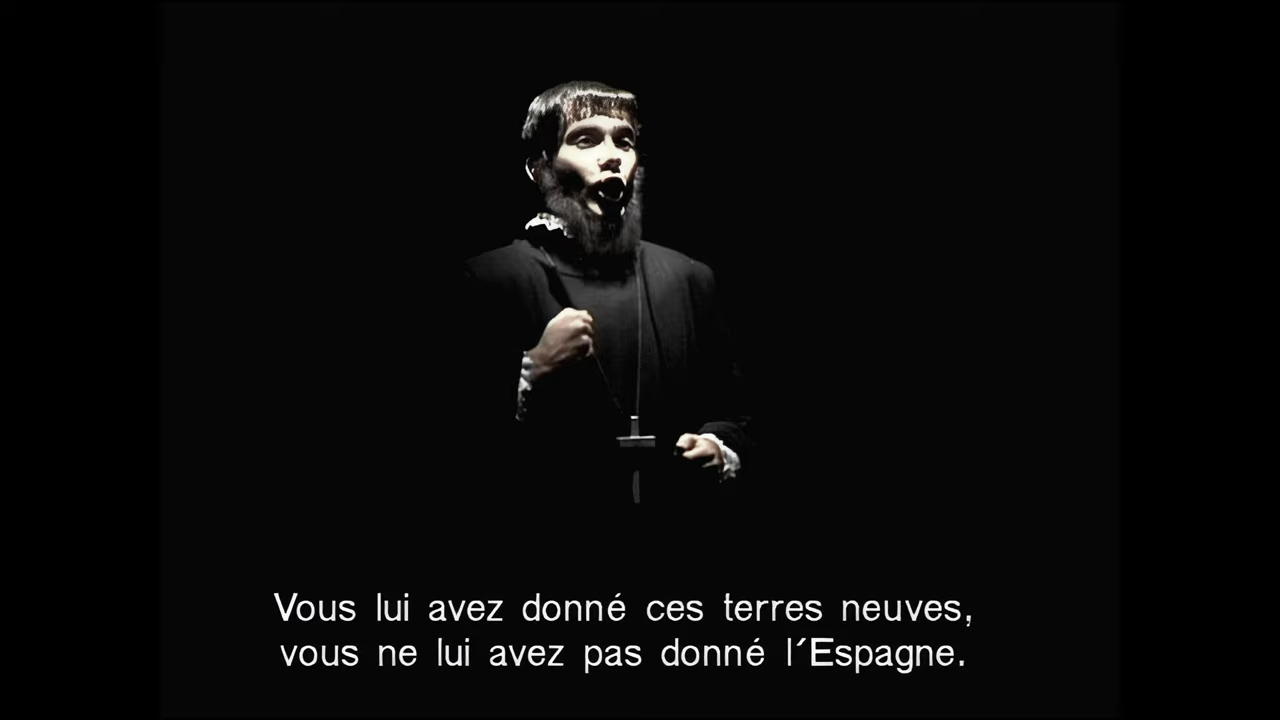 Vous lui avez donné ces terres neuves,
vous ne lui avez pas donné l´Espagne.